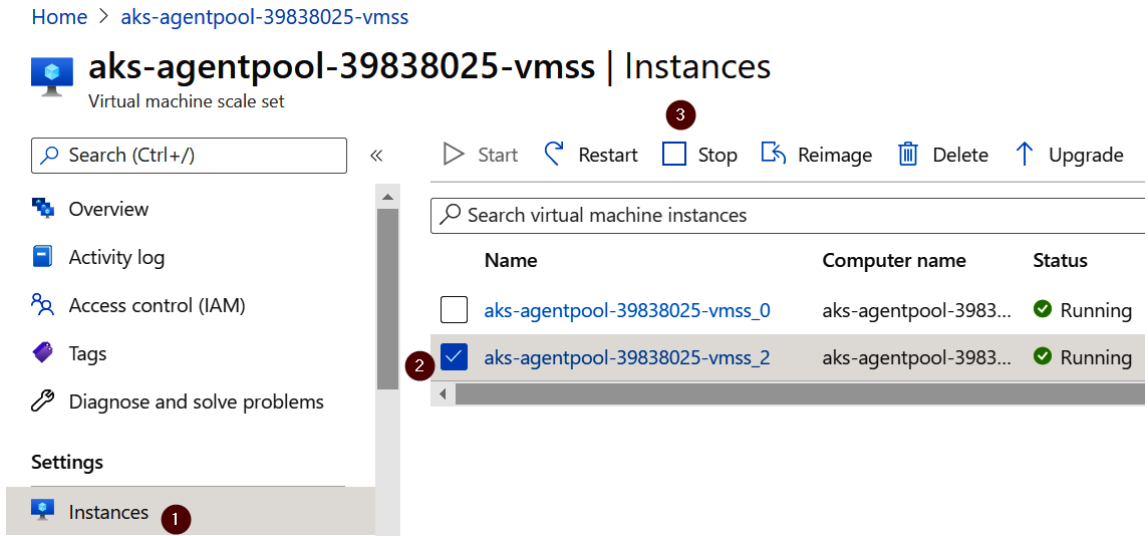 Home > aks-agentpool-39838025-vmss
aks-agentpool-39838025-vmss | Instances
Virtual machine scale set
3
Search (Ctrl+/) «
Start Restart Stop Reimage Delete Upgrade
Overview
Search virtual machine instances
Activity log
Name Computer name Status
Access control (IAM)
aks-agentpool-39838025-vmss_0 aks-agentpool-3983... Running
Tags
2 aks-agentpool-39838025-vmss_2 aks-agentpool-3983... Running
Diagnose and solve problems
Settings
Instances 1